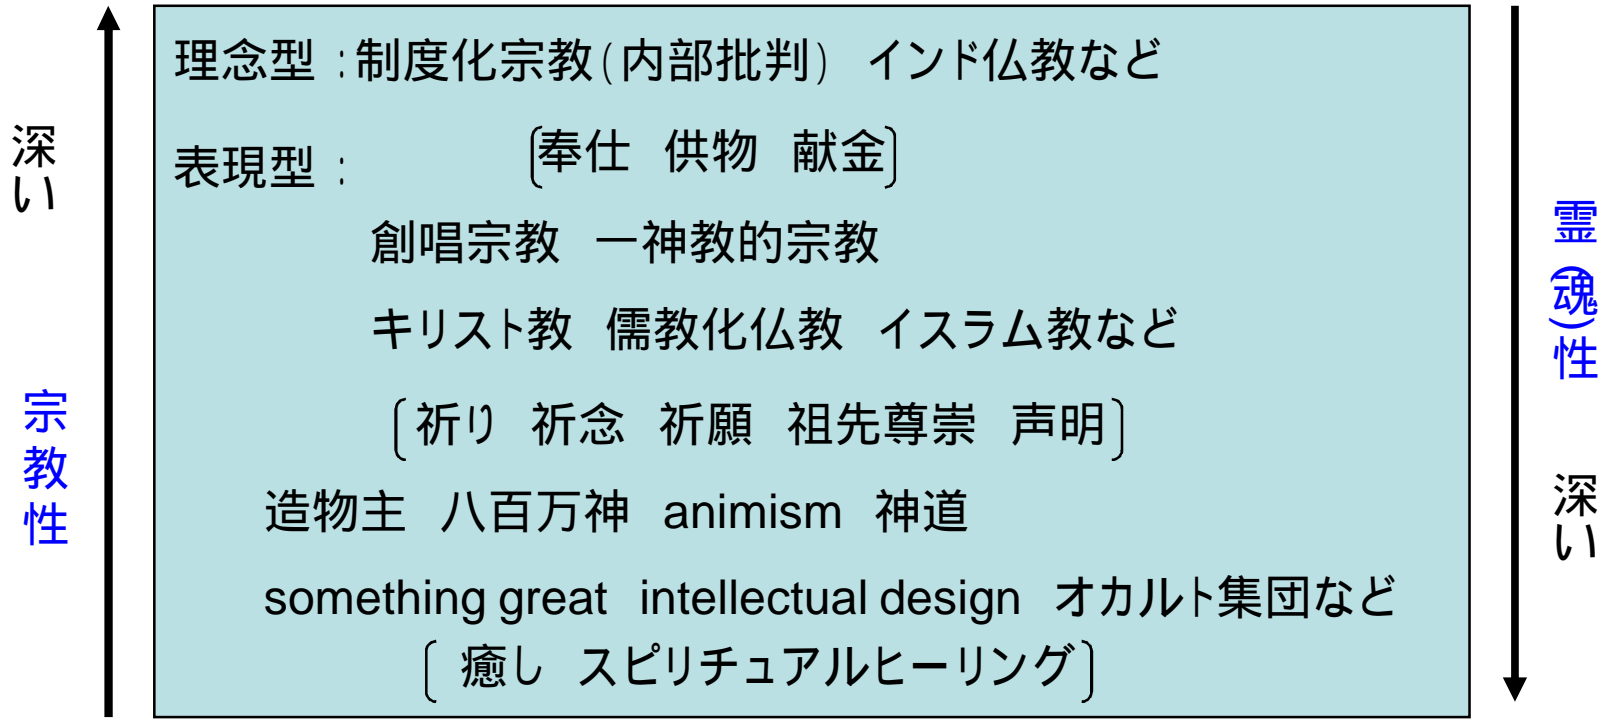 理念型:制度化宗教(内部批判) インド仏教など
表現型:
〔奉仕 供物 献金〕
創唱宗教 一神教的宗教
キリスト教 儒教化仏教 イスラム教など
〔祈り 祈念 祈願 祖先尊崇 声明〕
造物主 八百万神 animism 神道
something great intellectual design オカルト集団など
〔癒し スピリチュアルヒーリング〕
深い
宗教性
霊(魂)性
深い